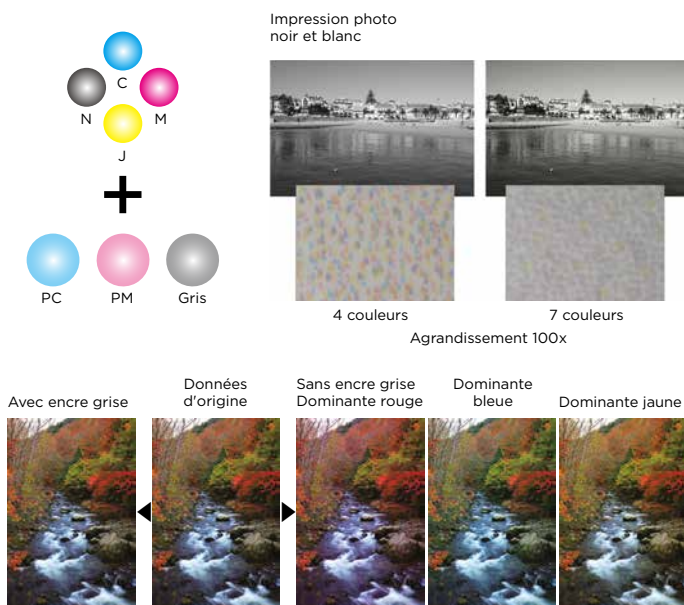 Impression photo
noir et blanc
C
N
M
J
PC
PM
Gris
4 couleurs
7 couleurs
Agrandissement 100x
Avec encre grise
Données
d'origine
Sans encre grise
Dominante rouge
Dominante
bleue
Dominante jaune